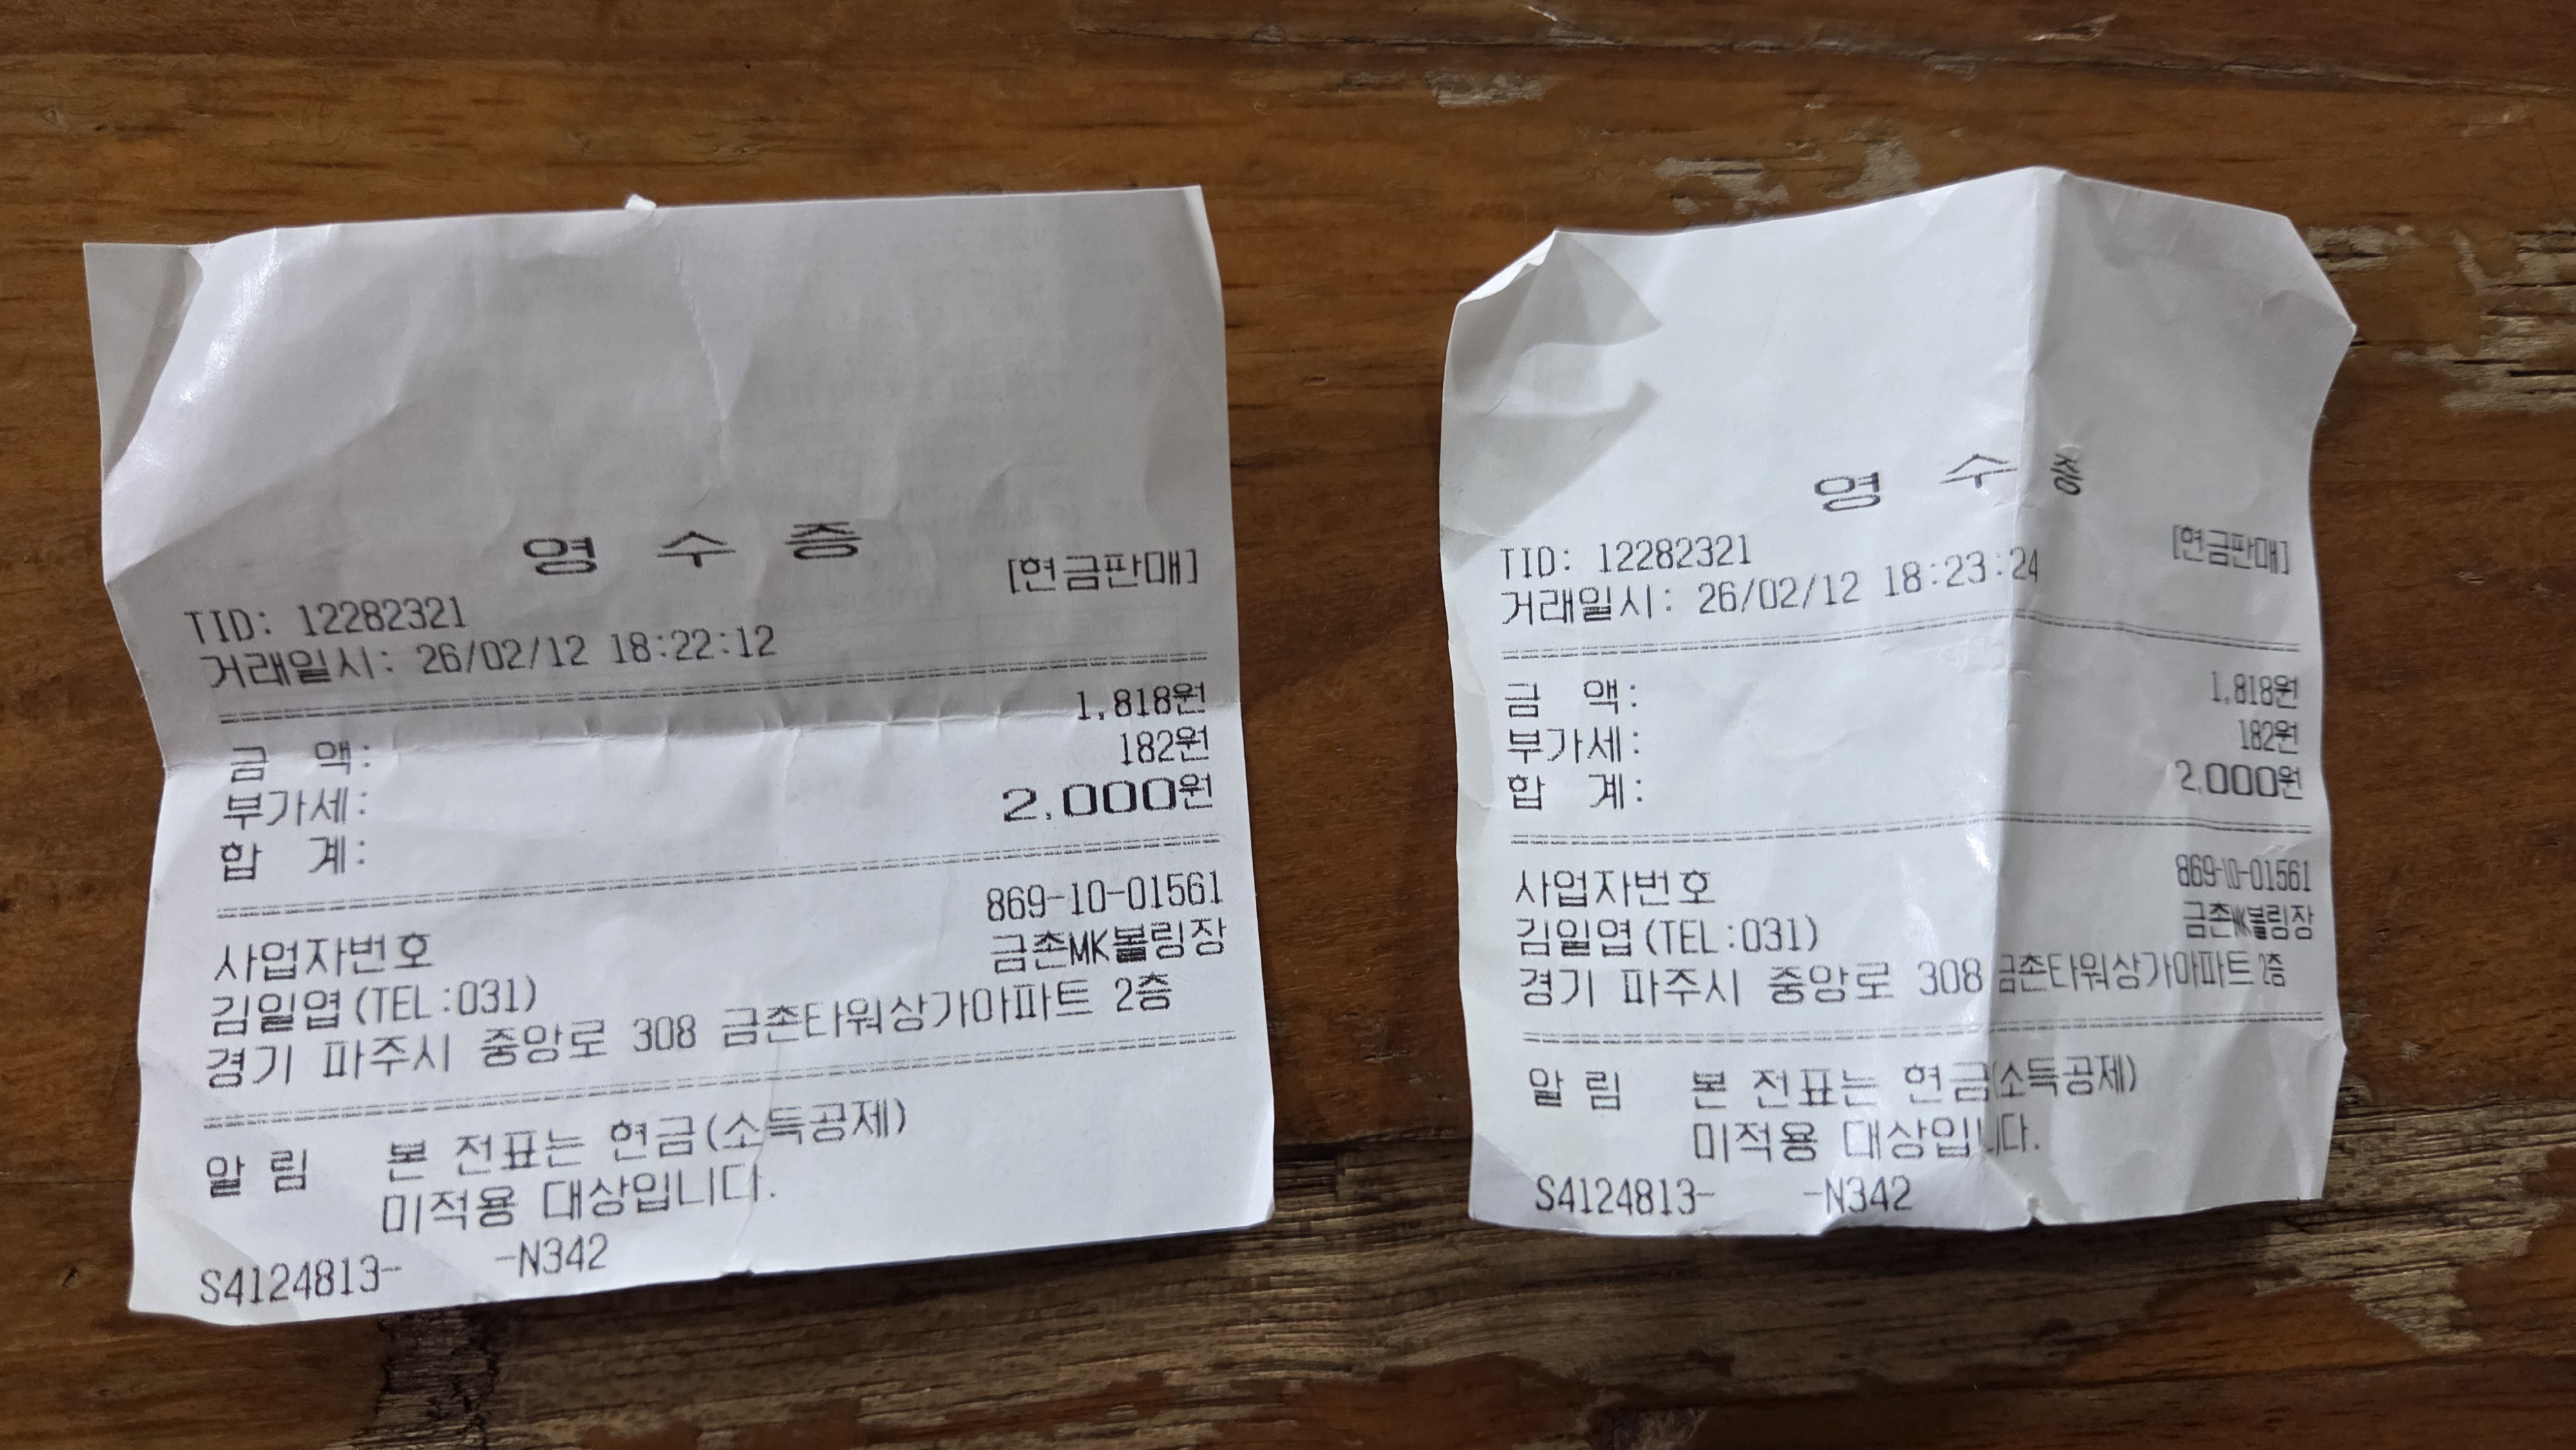 영 수 증
[현금판매]
TID: 12282321
거래일시: 26/02/12 18:22:12
금 액: 1,818원
부가세: 182원
합 계: 2,000원
사업자번호 869-10-01561
김일엽(TEL:031) 금촌MK볼링장
경기 파주시 중앙로 308 금촌타워상가아파트 2층
알 림 본 전표는 현금(소득공제)
미적용 대상입니다.
S4124813- -N342
영 수 증
[현금판매]
TID: 12282321
거래일시: 26/02/12 18:23:24
금 액: 1,818원
부가세: 182원
합 계: 2,000원
사업자번호 869-10-01561
김일엽(TEL:031) 금촌MK볼링장
경기 파주시 중앙로 308 금촌타워상가아파트 2층
알 림 본 전표는 현금(소득공제)
미적용 대상입니다.
S4124813- -N342